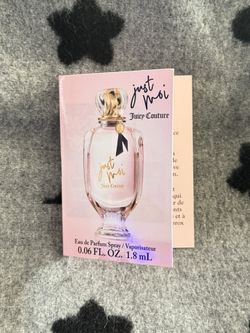 just
moi
Juicy Couture
just
moi
Juicy Couture
Eau de Parfum Spray / Vaporisateur
0.06 FL. OZ. 1.8 mL